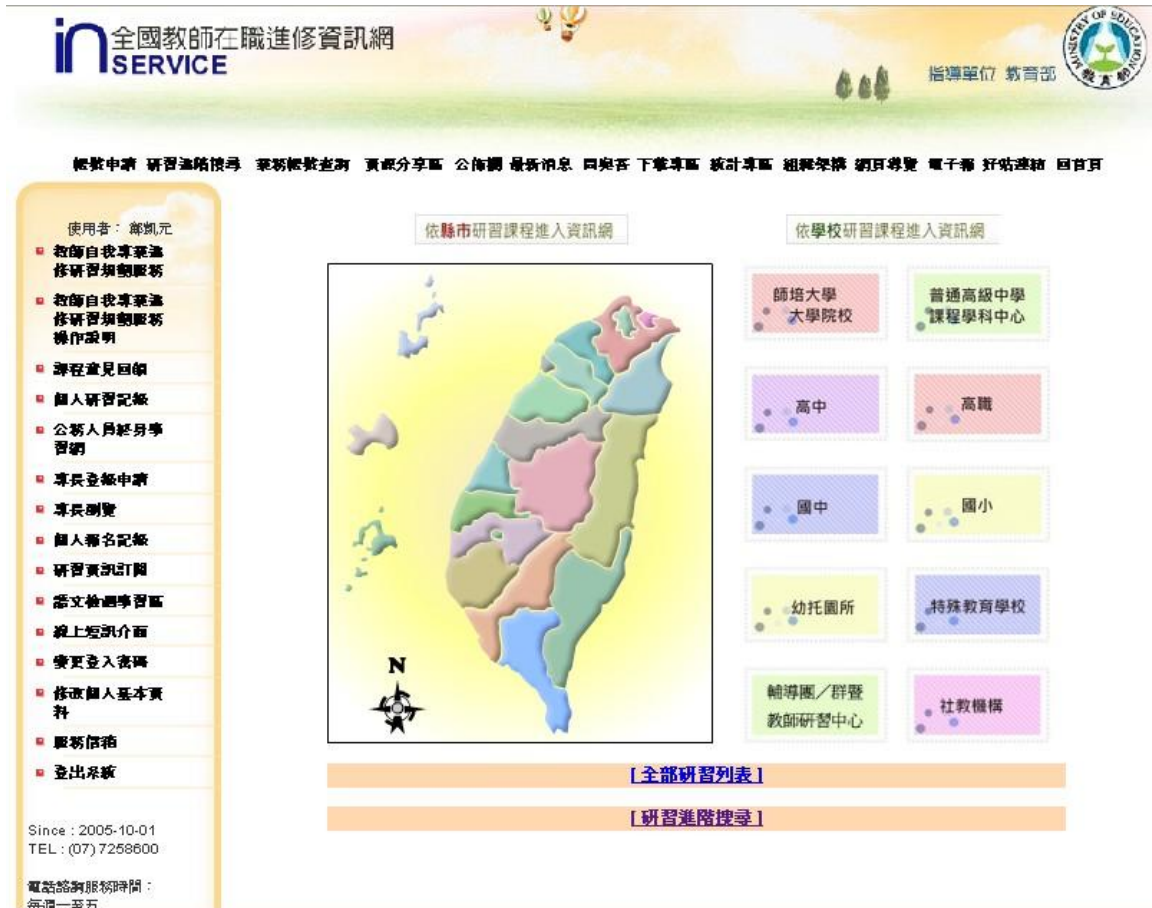 in SERVICE 全國教師在職進修資訊網
指導單位 教育部
MINISTRY OF EDUCATION
教育部
帳號申請 研習進階搜尋 業務帳號查詢 資源分享區 公佈欄 最新消息 問與答 下載專區 統計專區 組織架構 網頁導覽 電子報 好站連結 回首頁
使用者： 鄭凱元
教師自我專業進
修研習規劃服務
教師自我專業進
修研習規劃服務
操作說明
課程意見回饋
個人研習記錄
公務人員終身學
習網
專長登錄申請
專長瀏覽
個人報名記錄
研習資訊訂閱
語文檢測學習區
線上短訊介面
變更登入密碼
修改個人基本資
料
服務信箱
登出系統
Since : 2005-10-01
TEL : (07) 7258600
電話諮詢服務時間：
每週一至五
依縣市研習課程進入資訊網
N
依學校研習課程進入資訊網
師培大學
大學院校
普通高級中學
課程學科中心
高中
高職
國中
國小
幼托園所
特殊教育學校
輔導團／群暨
教師研習中心
社教機構
[ 全部研習列表 ]
[ 研習進階搜尋 ]